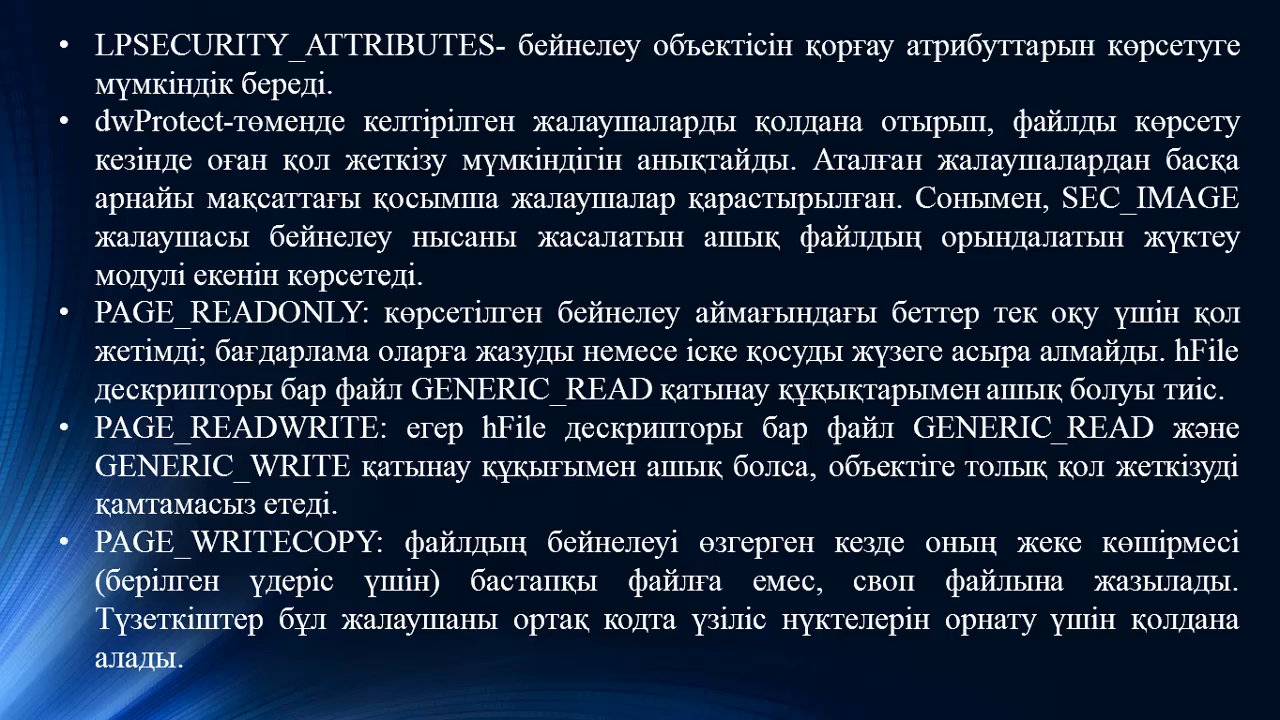 • LPSECURITY_ATTRIBUTES- бейнелеу объектісін қорғау атрибуттарын көрсетуге
мүмкіндік береді.
• dwProtect-төменде келтірілген жалаушаларды қолдана отырып, файлды көрсету
кезінде оған қол жеткізу мүмкіндігін анықтайды. Аталған жалаушалардан басқа
арнайы мақсаттағы қосымша жалаушалар қарастырылған. Сонымен, SEC_IMAGE
жалаушасы бейнелеу нысаны жасалатын ашық файлдың орындалатын жүктеу
модулі екенін көрсетеді.
• PAGE_READONLY: көрсетілген бейнелеу аймағындағы беттер тек оқу үшін қол
жетімді; бағдарлама оларға жазуды немесе іске қосуды жүзеге асыра алмайды. hFile
дескрипторы бар файл GENERIC_READ қатынау құқықтарымен ашық болуы тиіс.
• PAGE_READWRITE: егер hFile дескрипторы бар файл GENERIC_READ және
GENERIC_WRITE қатынау құқығымен ашық болса, объектіге толық қол жеткізуді
қамтамасыз етеді.
• PAGE_WRITECOPY: файлдың бейнелеуі өзгерген кезде оның жеке көшірмесі
(берілген үдеріс үшін) бастапқы файлға емес, своп файлына жазылады.
Түзеткіштер бұл жалаушаны ортақ кодта үзіліс нүктелерін орнату үшін қолдана
алады.